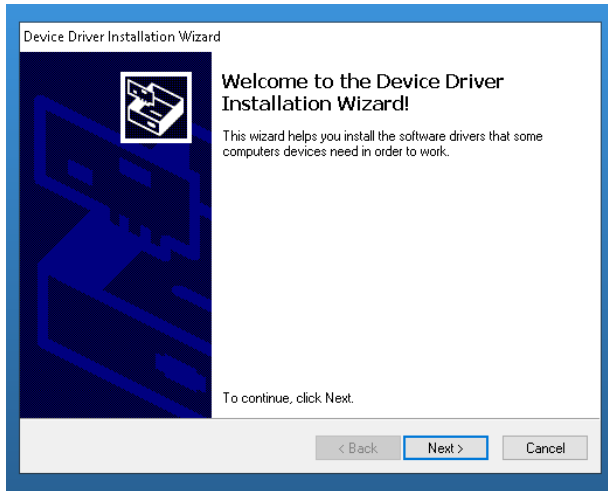 Device Driver Installation Wizard
Welcome to the Device Driver
Installation Wizard!
This wizard helps you install the software drivers that some
computers devices need in order to work.
To continue, click Next.
< Back
Next >
Cancel